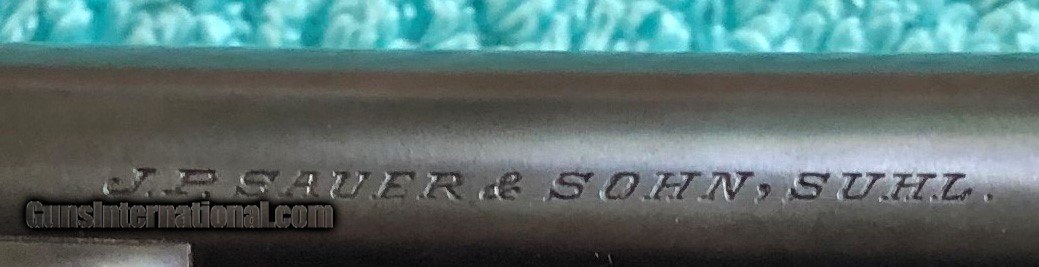 J.P. SAUER & SOHN, SUHL.
GunsInternational.com